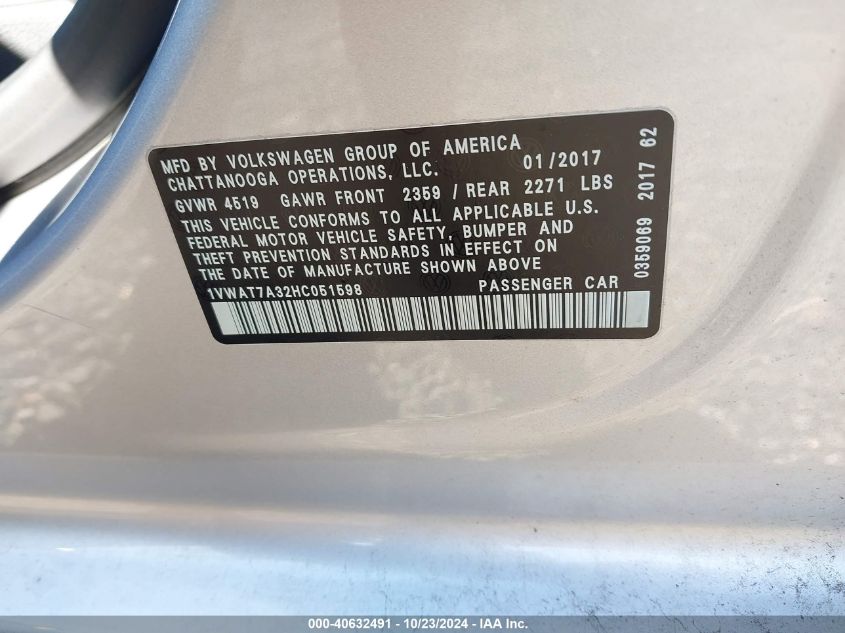 MFD BY VOLKSWAGEN GROUP OF AMERICA
CHATTANOOGA OPERATIONS, LLC. 01/2017
GVWR 4519 GAWR FRONT 2359 / REAR 2271 LBS
THIS VEHICLE CONFORMS TO ALL APPLICABLE U.S.
FEDERAL MOTOR VEHICLE SAFETY, BUMPER AND
THEFT PREVENTION STANDARDS IN EFFECT ON
THE DATE OF MANUFACTURE SHOWN ABOVE
1VWAT7A32HC051598 PASSENGER CAR
0359069 2017 62
000-40632491 - 10/23/2024 - IAA Inc.